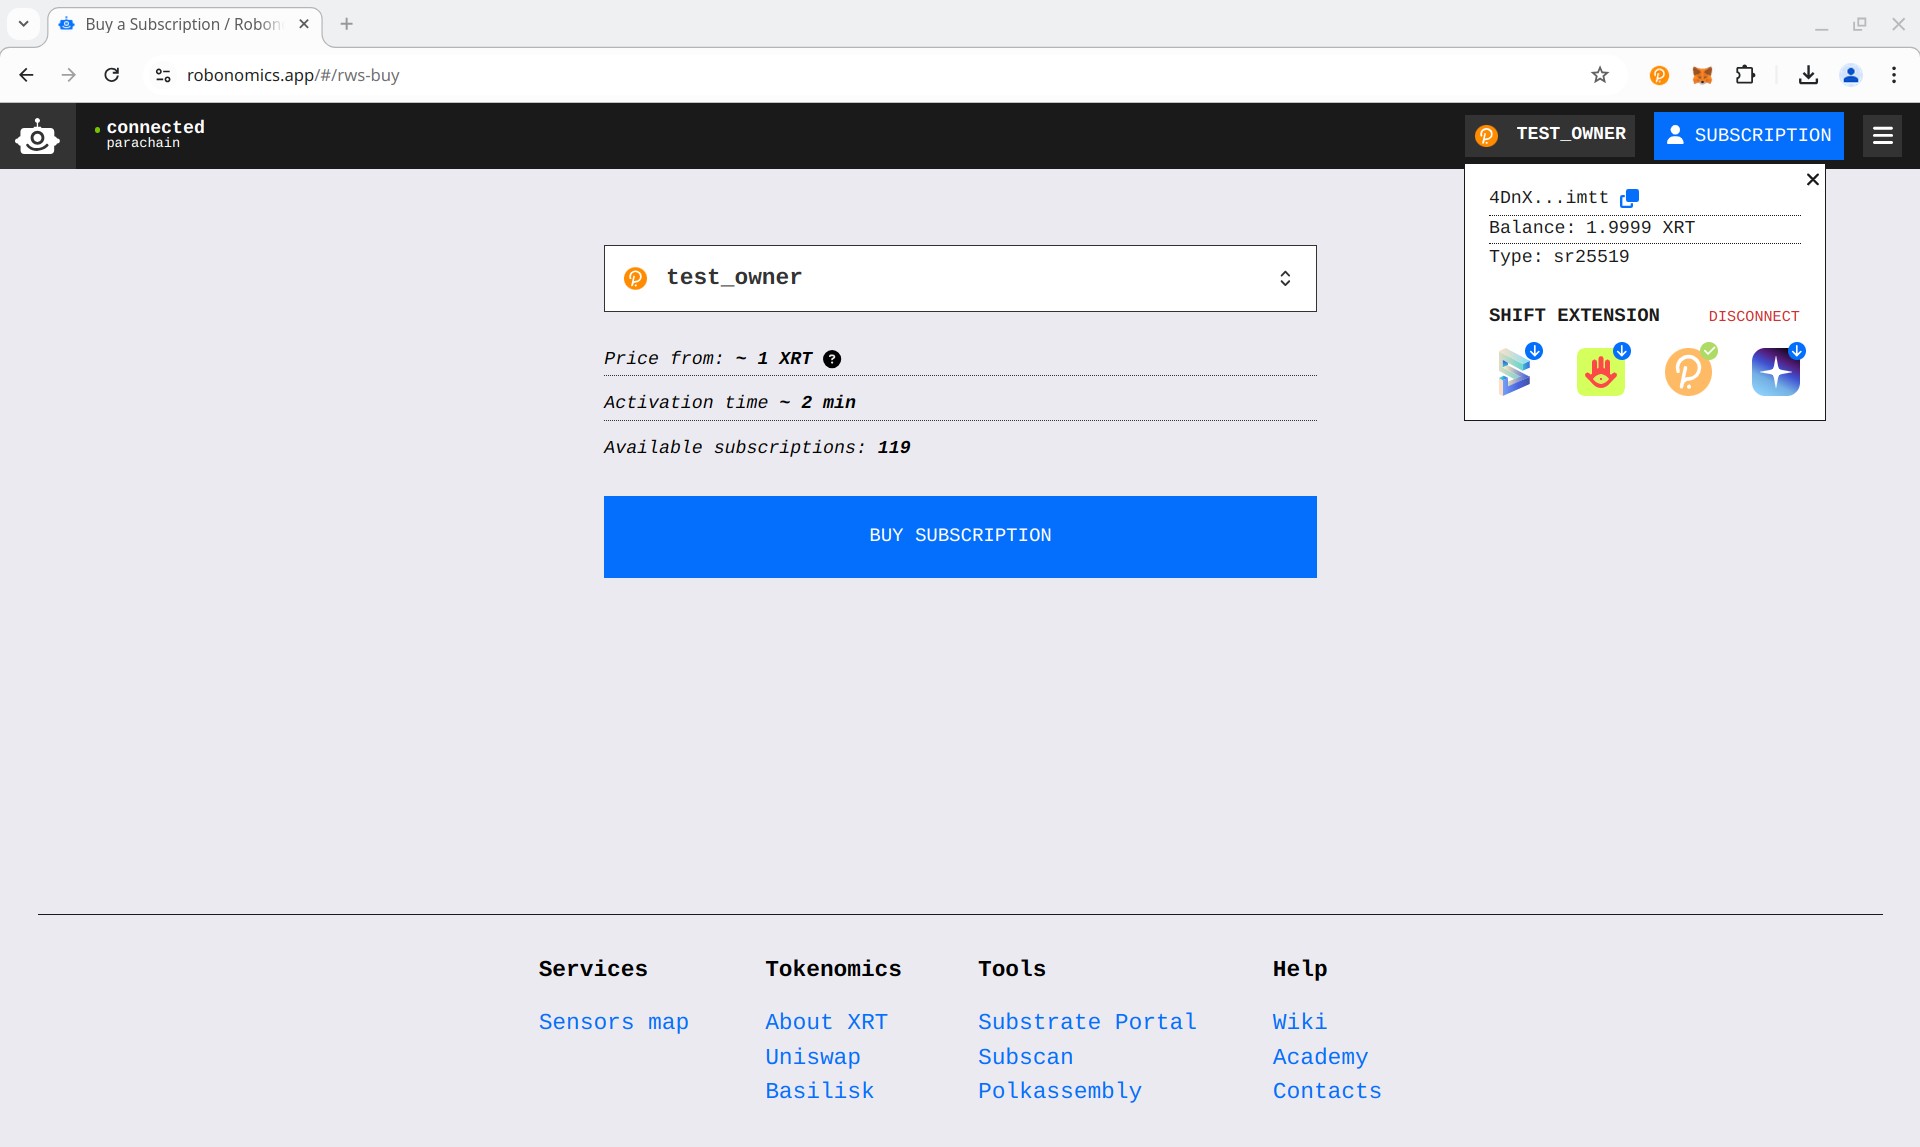 Buy a Subscription / Robon
robonomics.app/#/rws-buy
connected
parachain
TEST_OWNER
SUBSCRIPTION
4DnX...imtt
Balance: 1.9999 XRT
Type: sr25519
SHIFT EXTENSION
DISCONNECT
test_owner
Price from: ~ 1 XRT ?
Activation time ~ 2 min
Available subscriptions: 119
BUY SUBSCRIPTION
Services
Sensors map
Tokenomics
About XRT
Uniswap
Basilisk
Tools
Substrate Portal
Subscan
Polkassembly
Help
Wiki
Academy
Contacts